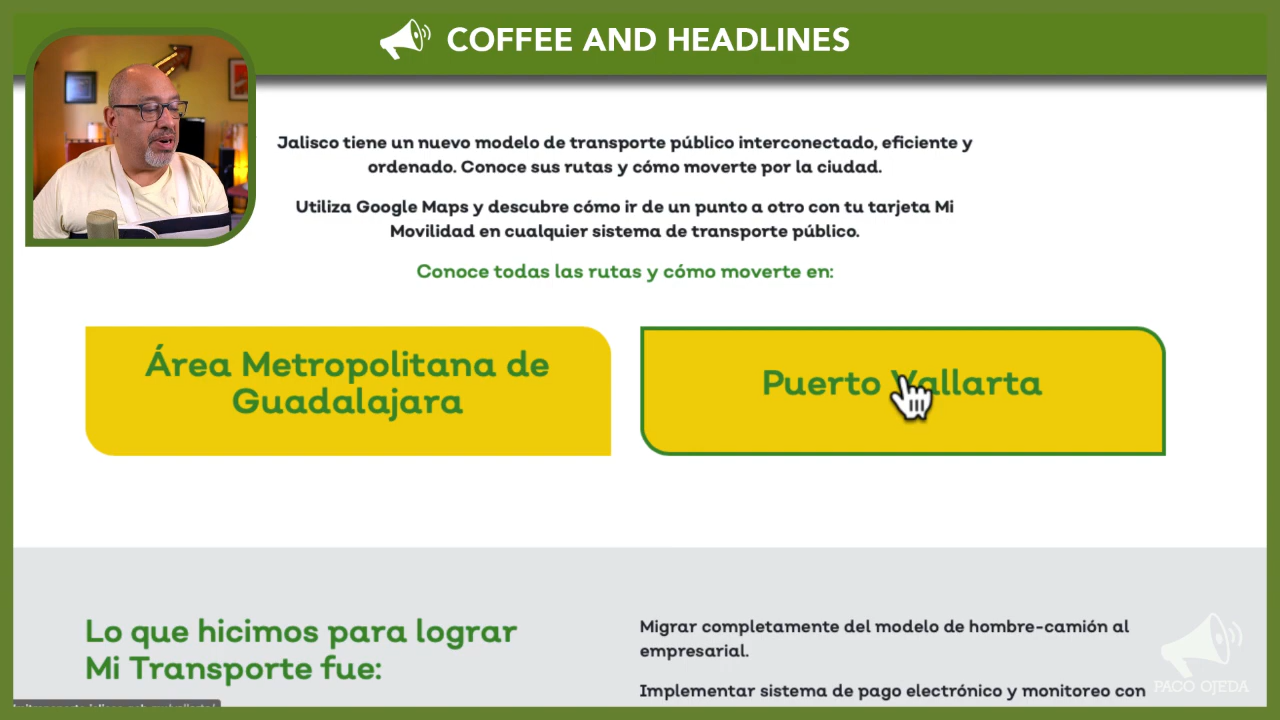 COFFEE AND HEADLINES
Jalisco tiene un nuevo modelo de transporte público interconectado, eficiente y
ordenado. Conoce sus rutas y cómo moverte por la ciudad.
Utiliza Google Maps y descubre cómo ir de un punto a otro con tu tarjeta Mi
Movilidad en cualquier sistema de transporte público.
Conoce todas las rutas y cómo moverte en:
Área Metropolitana de
Guadalajara
Puerto Vallarta
Lo que hicimos para lograr
Mi Transporte fue:
Migrar completamente del modelo de hombre-camión al
empresarial.
Implementar sistema de pago electrónico y monitoreo con
PACO OJEDA